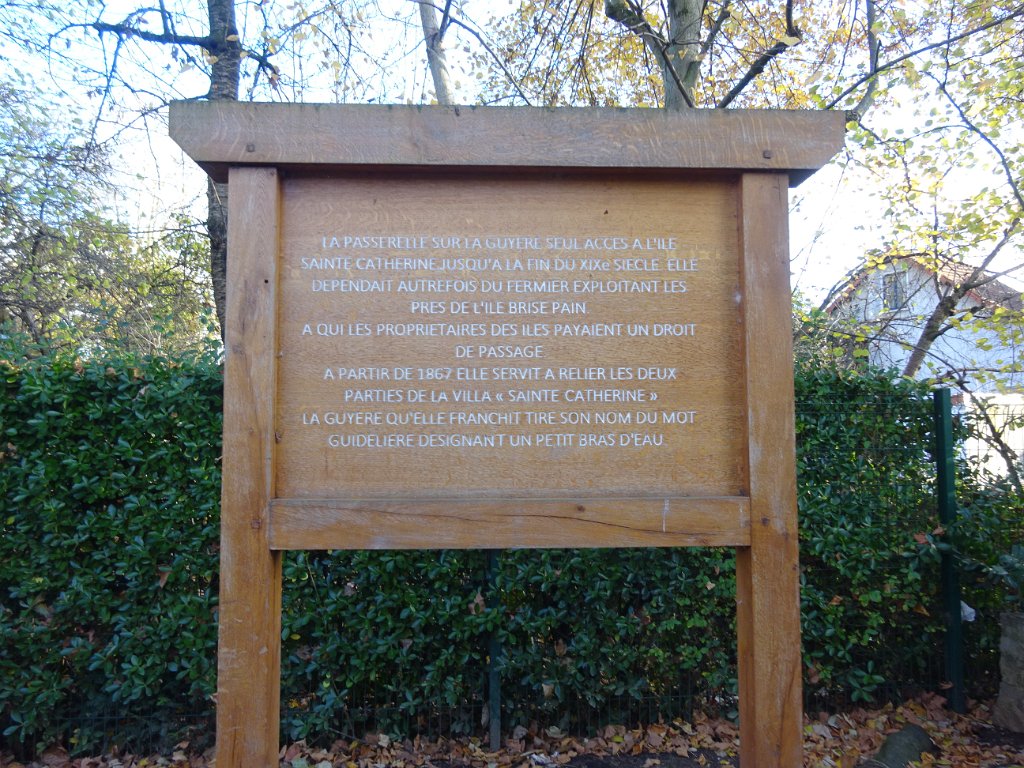 LA PASSERELLE SUR LA GUYERE SEUL ACCES A L'ILE
SAINTE CATHERINE JUSQU'A LA FIN DU XIXe SIECLE ELLE
DEPENDAIT AUTREFOIS DU FERMIER EXPLOITANT LES
PRES DE L'ILE BRISE PAIN
A QUI LES PROPRIETAIRES DES ILES PAYAIENT UN DROIT
DE PASSAGE.
A PARTIR DE 1867 ELLE SERVIT A RELIER LES DEUX
PARTIES DE LA VILLA « SAINTE CATHERINE »
LA GUYERE QU'ELLE FRANCHIT TIRE SON NOM DU MOT
GUIDELIERE DESIGNANT UN PETIT BRAS D'EAU.